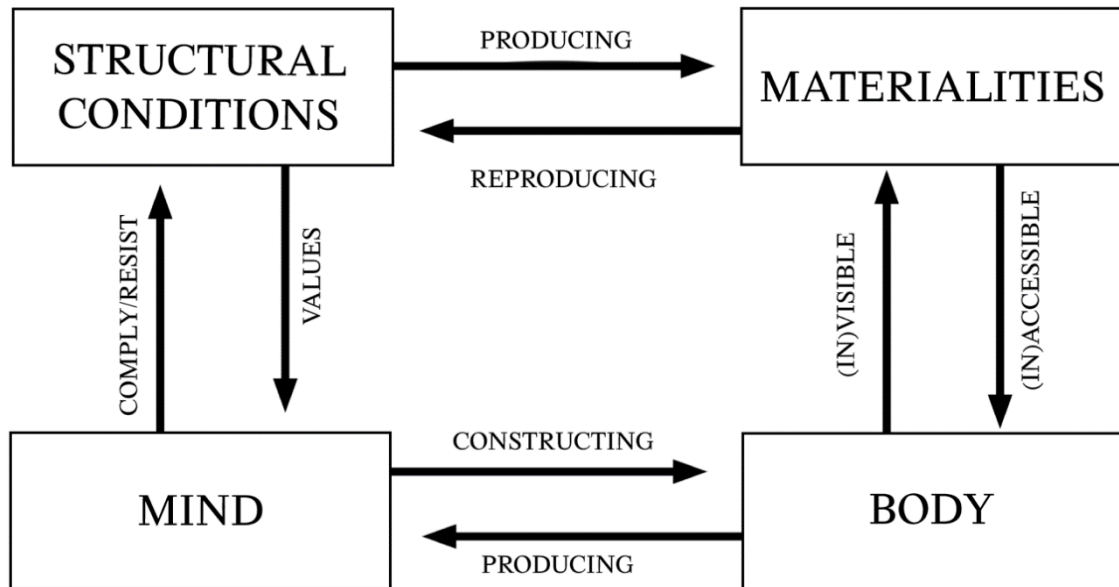 STRUCTURAL
CONDITIONS
PRODUCING
MATERIALITIES
REPRODUCING
COMPLY/RESIST
VALUES
(IN)VISIBLE
(IN)ACCESSIBLE
MIND
CONSTRUCTING
BODY
PRODUCING